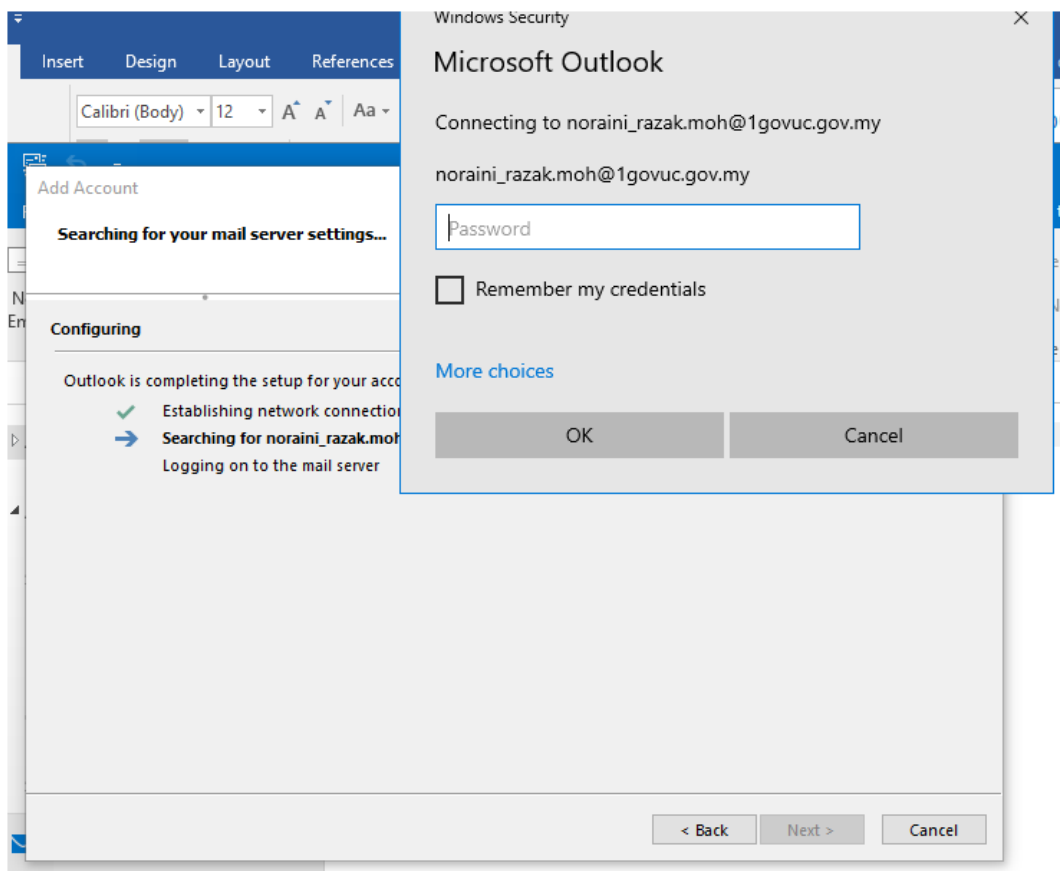 Windows Security
Microsoft Outlook
Connecting to noraini_razak.moh@1govuc.gov.my
noraini_razak.moh@1govuc.gov.my
Password
Remember my credentials
More choices
OK
Cancel
Insert Design Layout References
Calibri (Body) 12 A A Aa
Add Account
Searching for your mail server settings...
Configuring
Outlook is completing the setup for your acco
Establishing network connection
Searching for noraini_razak.moh
Logging on to the mail server
< Back Next > Cancel